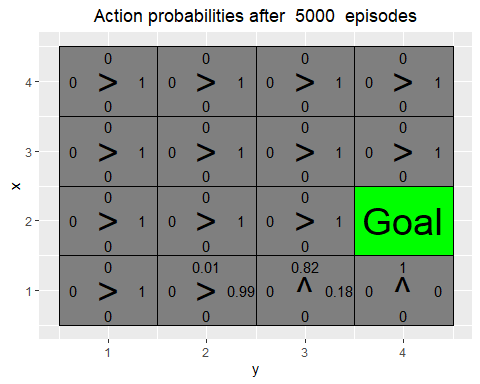 Action probabilities after 5000 episodes
x
4
0 0 0 0
0 > 1 0 > 1 0 > 1 0 > 1
0 0 0 0
3
0 0 0 0
0 > 1 0 > 1 0 > 1 0 > 1
0 0 0 0
2
0 0 0
0 > 1 0 > 1 0 > 1 Goal
0 0 0
1
0 0.01 0.82 1
0 > 1 0 > 0.99 0 ^ 0.18 0 ^ 0
0 0 0 0
1 2 3 4
y